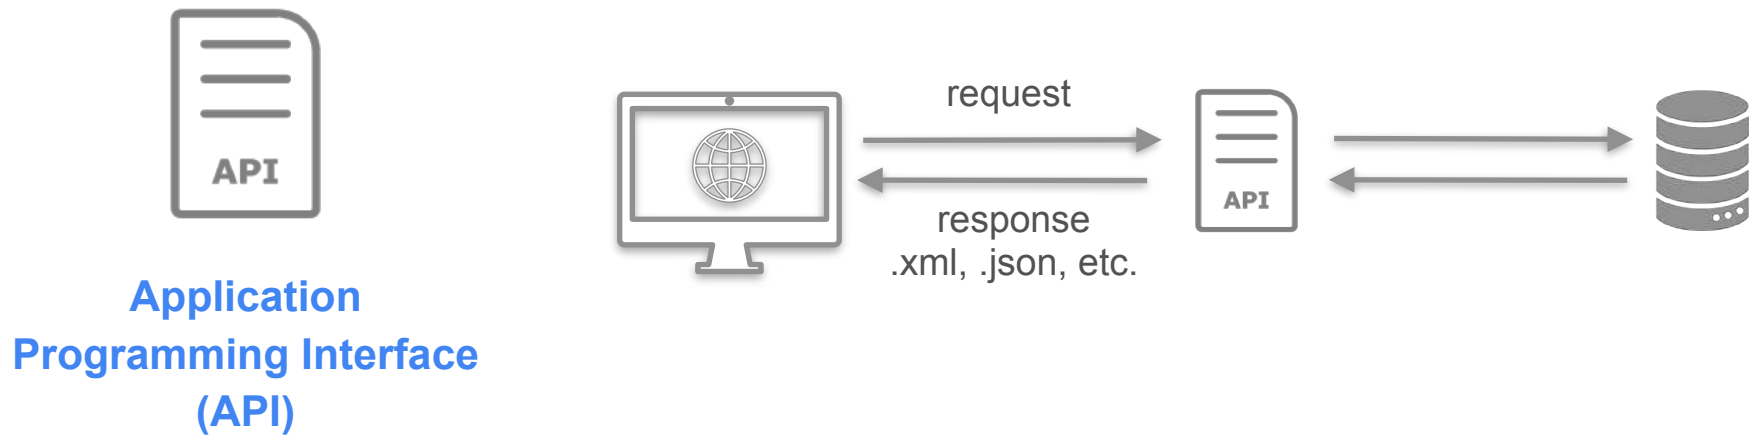 API
Application
Programming Interface
(API)
request
response
.xml, .json, etc.
API